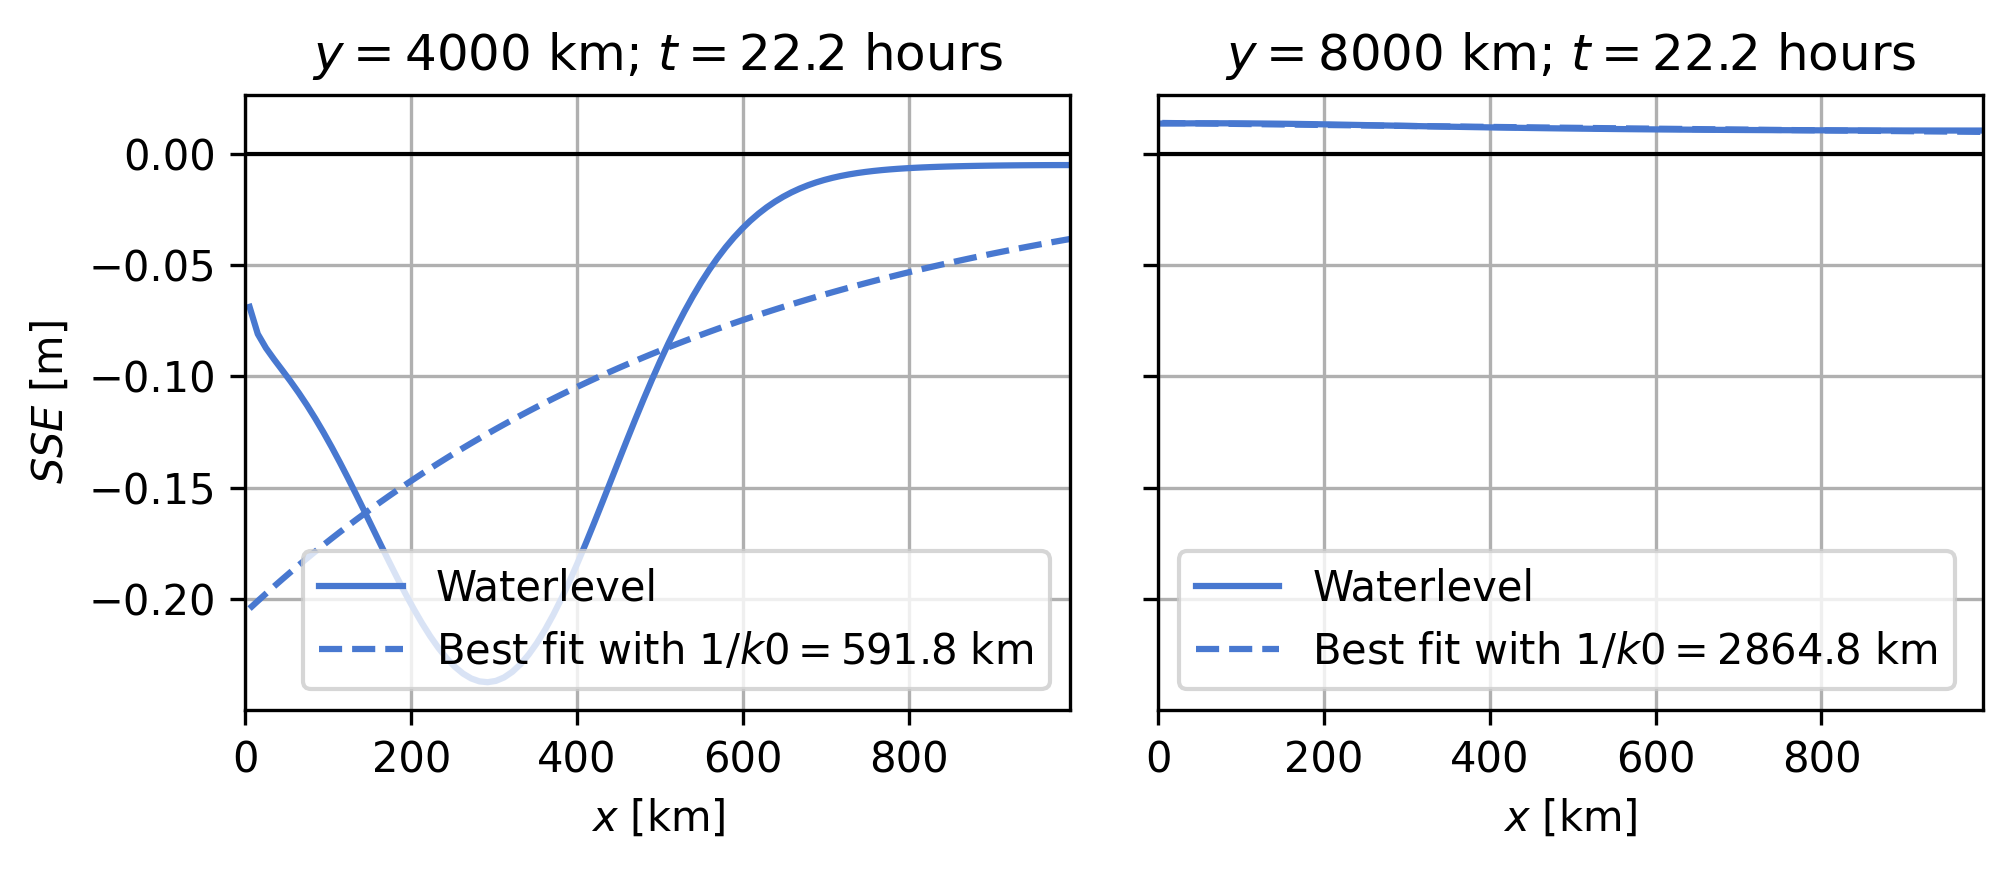 y = 4000 km; t = 22.2 hours
y = 8000 km; t = 22.2 hours
SSE [m]
0.00
−0.05
−0.10
−0.15
−0.20
Waterlevel
Best fit with 1/k0 = 591.8 km
0 200 400 600 800
x [km]
Waterlevel
Best fit with 1/k0 = 2864.8 km
0 200 400 600 800
x [km]